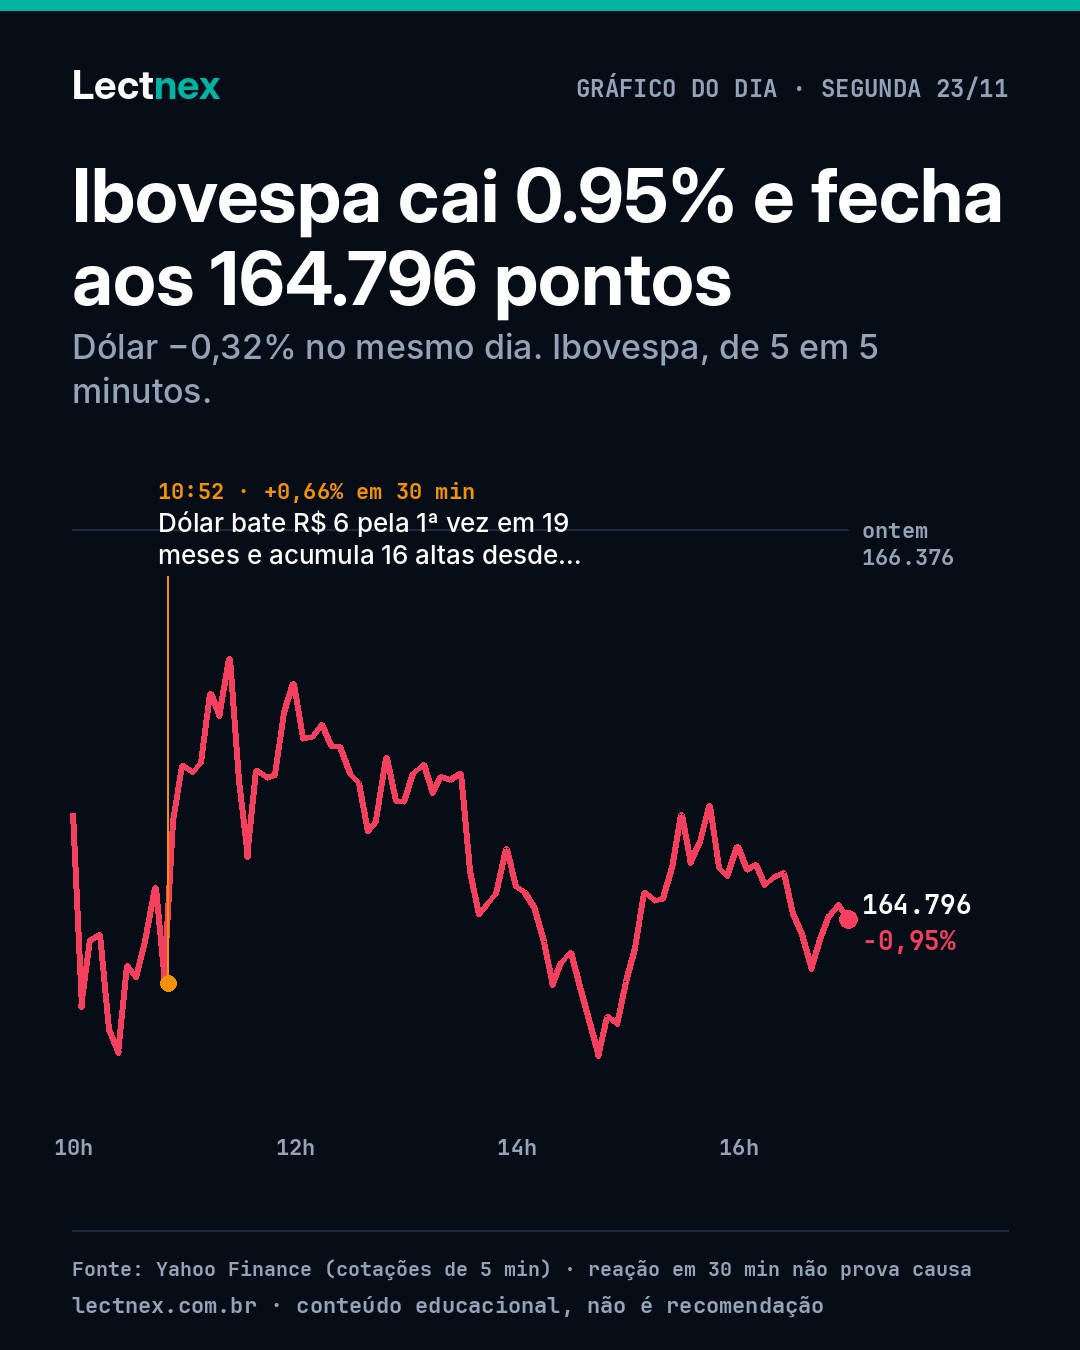 Lectnex
GRÁFICO DO DIA · SEGUNDA 23/11
Ibovespa cai 0.95% e fecha
aos 164.796 pontos
Dólar −0,32% no mesmo dia. Ibovespa, de 5 em 5
minutos.
10:52 · +0,66% em 30 min
Dólar bate R$ 6 pela 1ª vez em 19
meses e acumula 16 altas desde…
ontem
166.376
164.796
-0,95%
10h
12h
14h
16h
Fonte: Yahoo Finance (cotações de 5 min) · reação em 30 min não prova causa
lectnex.com.br · conteúdo educacional, não é recomendação